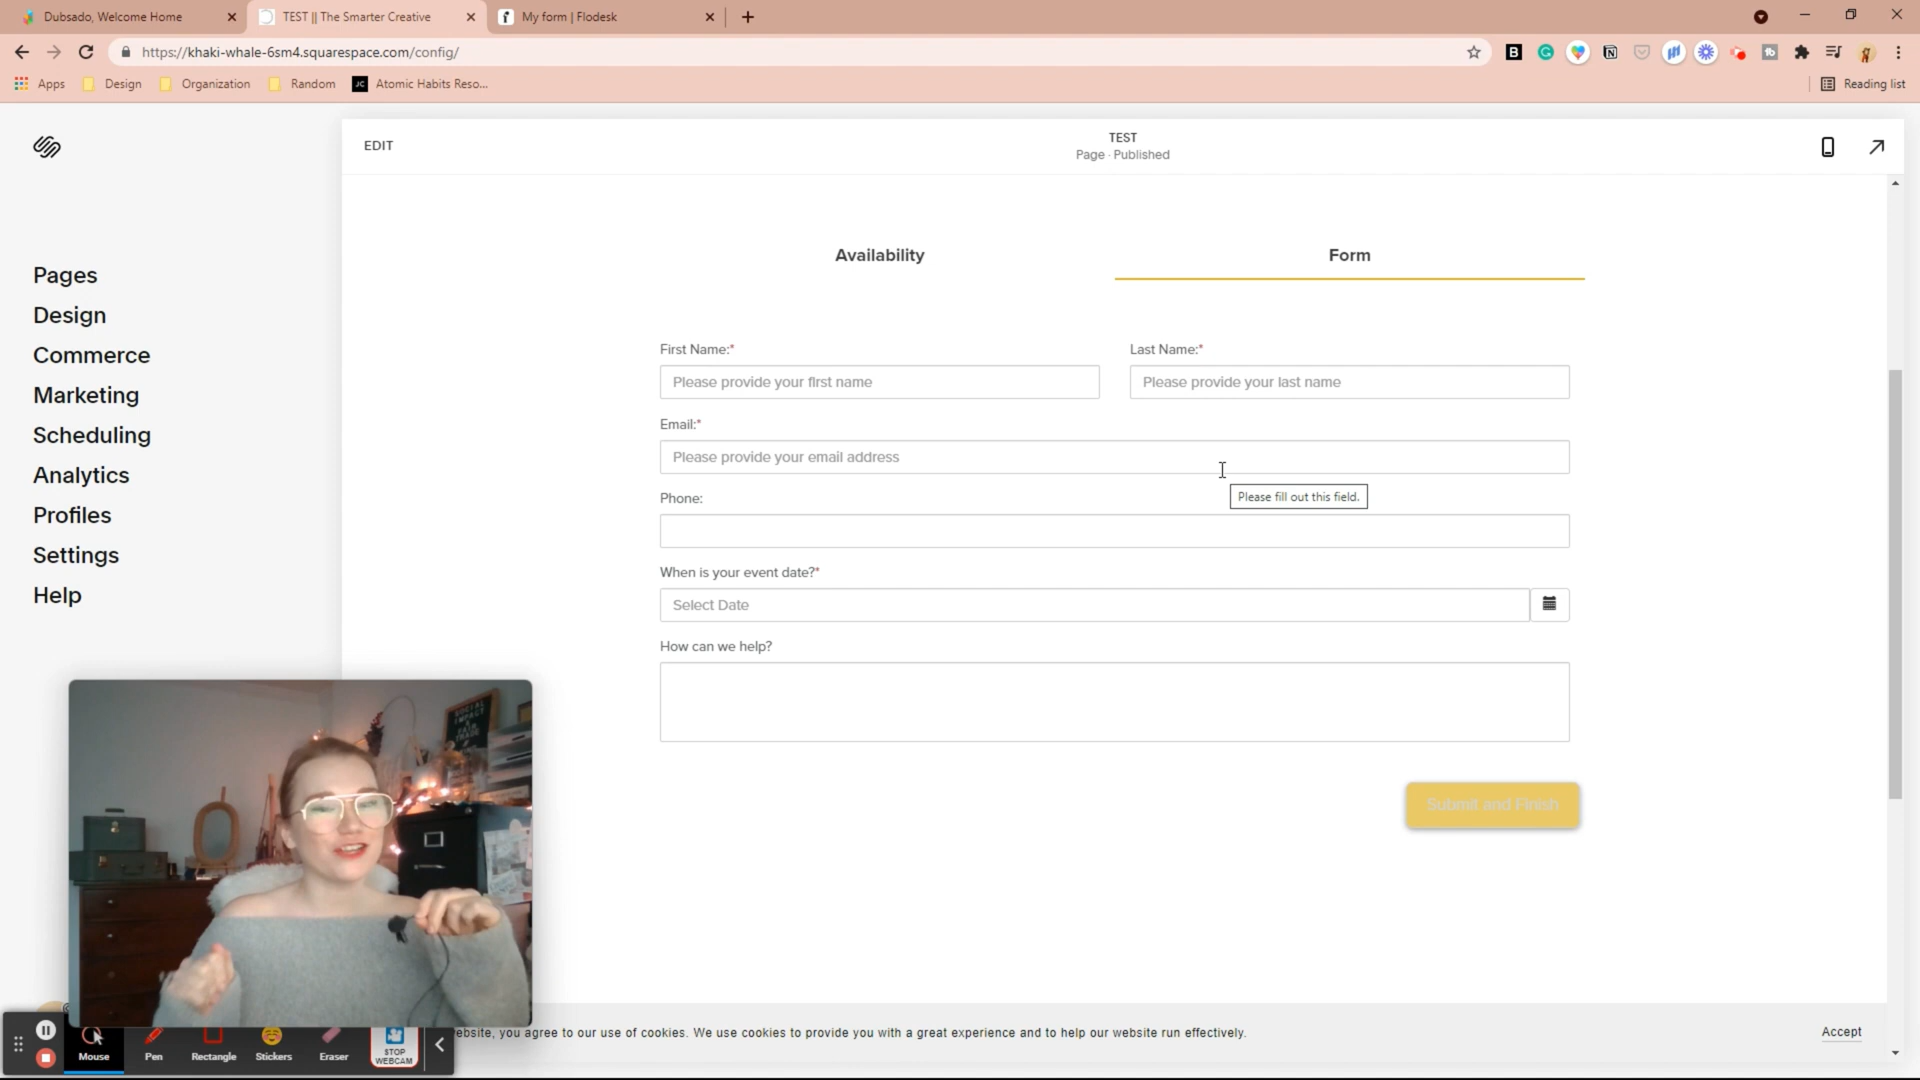 Dubsado, Welcome Home
TEST || The Smarter Creative
My form | Flodesk
https://khaki-whale-6sm4.squarespace.com/config/
Apps
Design
Organization
Random
JC
Atomic Habits Reso...
Reading list
EDIT
TEST
Page · Published
Pages
Design
Commerce
Marketing
Scheduling
Analytics
Profiles
Settings
Help
Availability
Form
First Name:*
Last Name:*
Please provide your first name
Please provide your last name
Email:*
Please provide your email address
Please fill out this field.
Phone:
When is your event date?*
Select Date
How can we help?
Submit and Finish
SOCIAL
IMPACT
&
FAIR
TRADE
ebsite, you agree to our use of cookies. We use cookies to provide you with a great experience and to help our website run effectively.
Accept
Mouse
Pen
Rectangle
Stickers
Eraser
STOP
WEBCAM